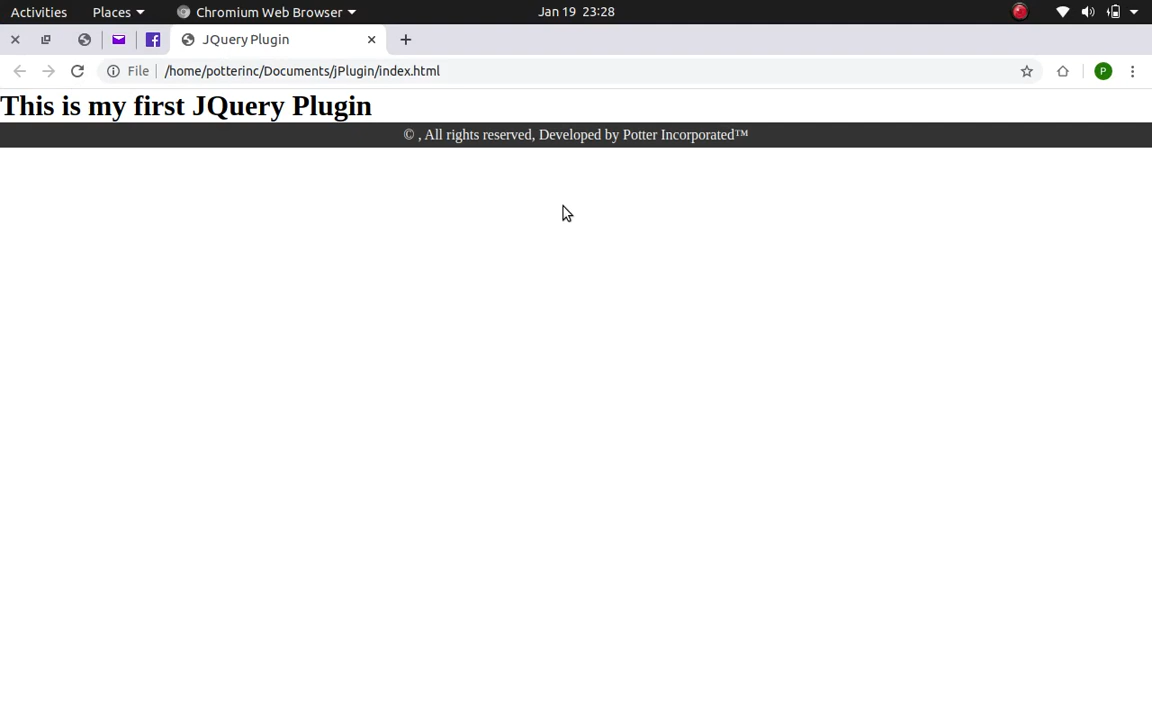 Activities Places Chromium Web Browser Jan 19 23:28
JQuery Plugin
File /home/potterinc/Documents/jPlugin/index.html P
This is my first JQuery Plugin
© , All rights reserved, Developed by Potter Incorporated™